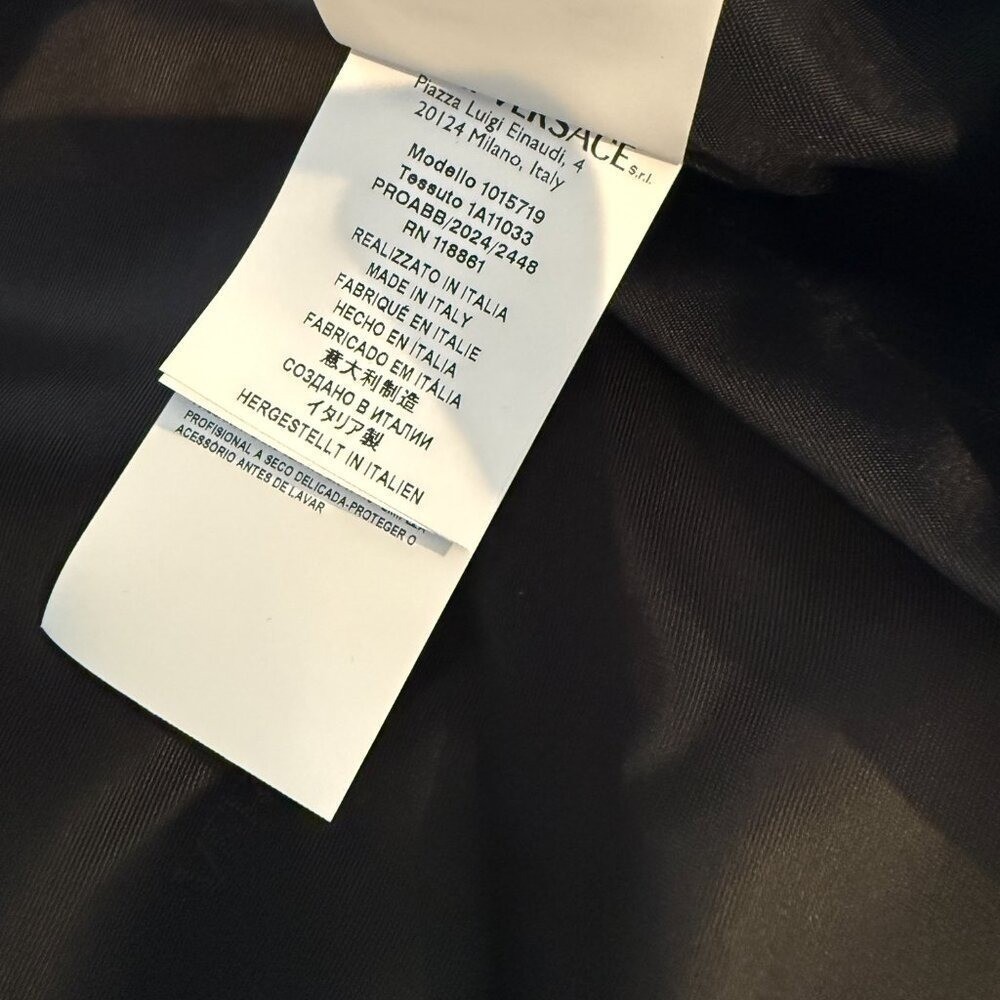 VERSACE s.r.l.
Piazza Luigi Einaudi, 4
20124 Milano, Italy
Modello 1015719
Tessuto 1A11033
PROABB/2024/2448
RN 118861
REALIZZATO IN ITALIA
MADE IN ITALY
FABRIQUÉ EN ITALIE
HECHO EN ITALIA
FABRICADO EM ITÁLIA
意大利制造
СОЗДАНО В ИТАЛИИ
イタリア製
HERGESTELLT IN ITALIEN
PROFISIONAL A SECO DELICADA-PROTEGER O
ACESSÓRIO ANTES DE LAVAR